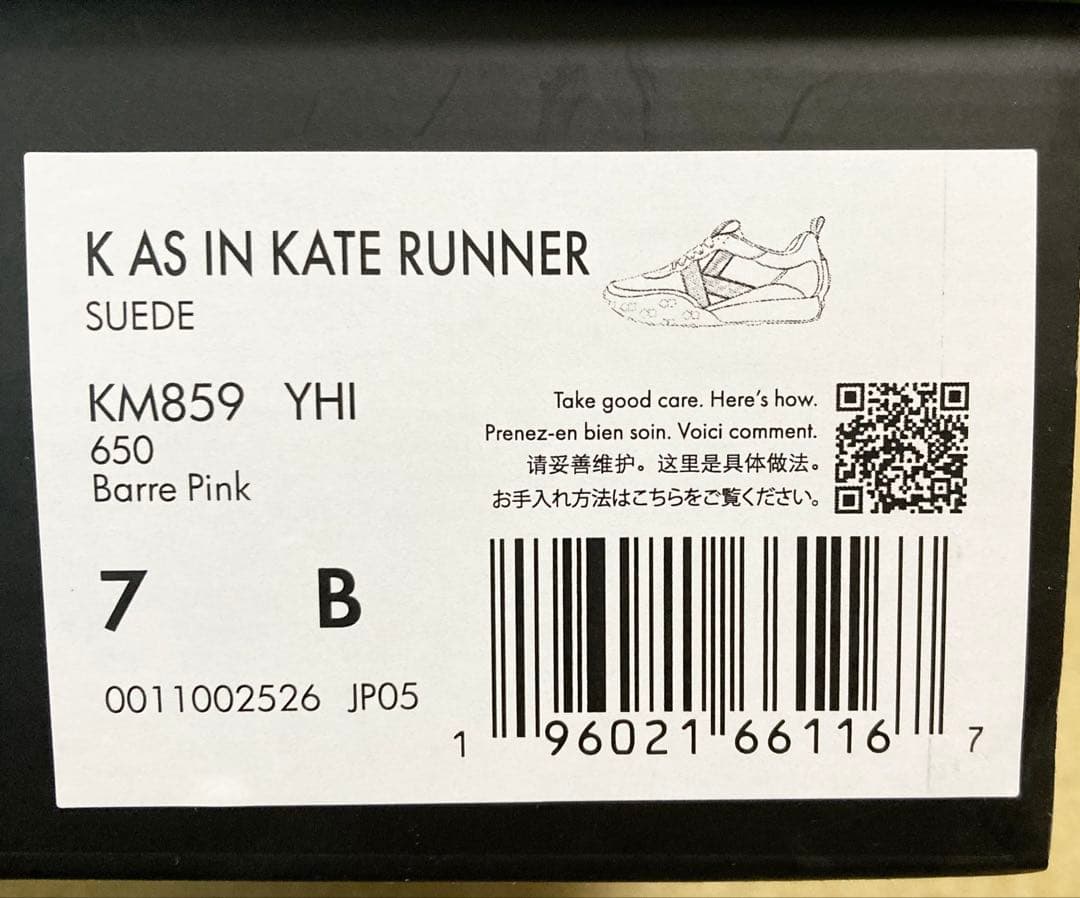 K AS IN KATE RUNNER
SUEDE
KM859 YHI
650
Barre Pink
Take good care. Here's how.
Prenez-en bien soin. Voici comment.
请妥善维护。这里是具体做法。
お手入れ方法はこちらをご覧ください。
7 B
0011002526 JP05
1 96021 66116 7